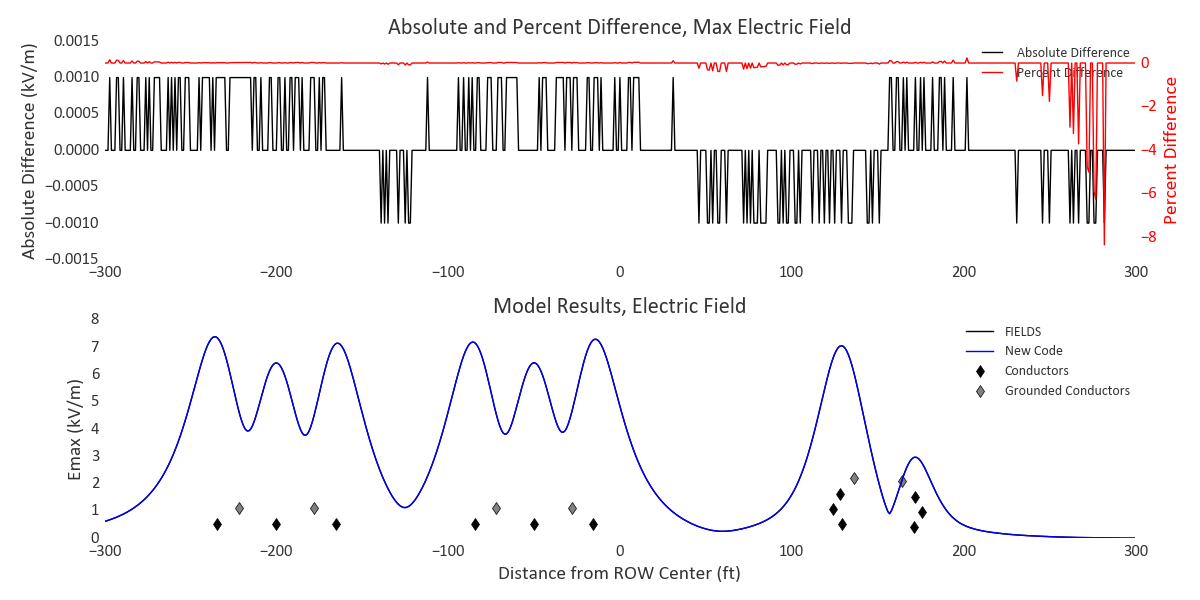 Absolute and Percent Difference, Max Electric Field
Absolute Difference (kV/m)
0.0015
0.0010
0.0005
0.0000
−0.0005
−0.0010
−0.0015
−300
−200
−100
0
100
200
300
Absolute Difference
Percent Difference
0
−2
−4
−6
−8
Percent Difference
Model Results, Electric Field
Emax (kV/m)
8
7
6
5
4
3
2
1
0
−300
−200
−100
0
100
200
300
Distance from ROW Center (ft)
FIELDS
New Code
Conductors
Grounded Conductors